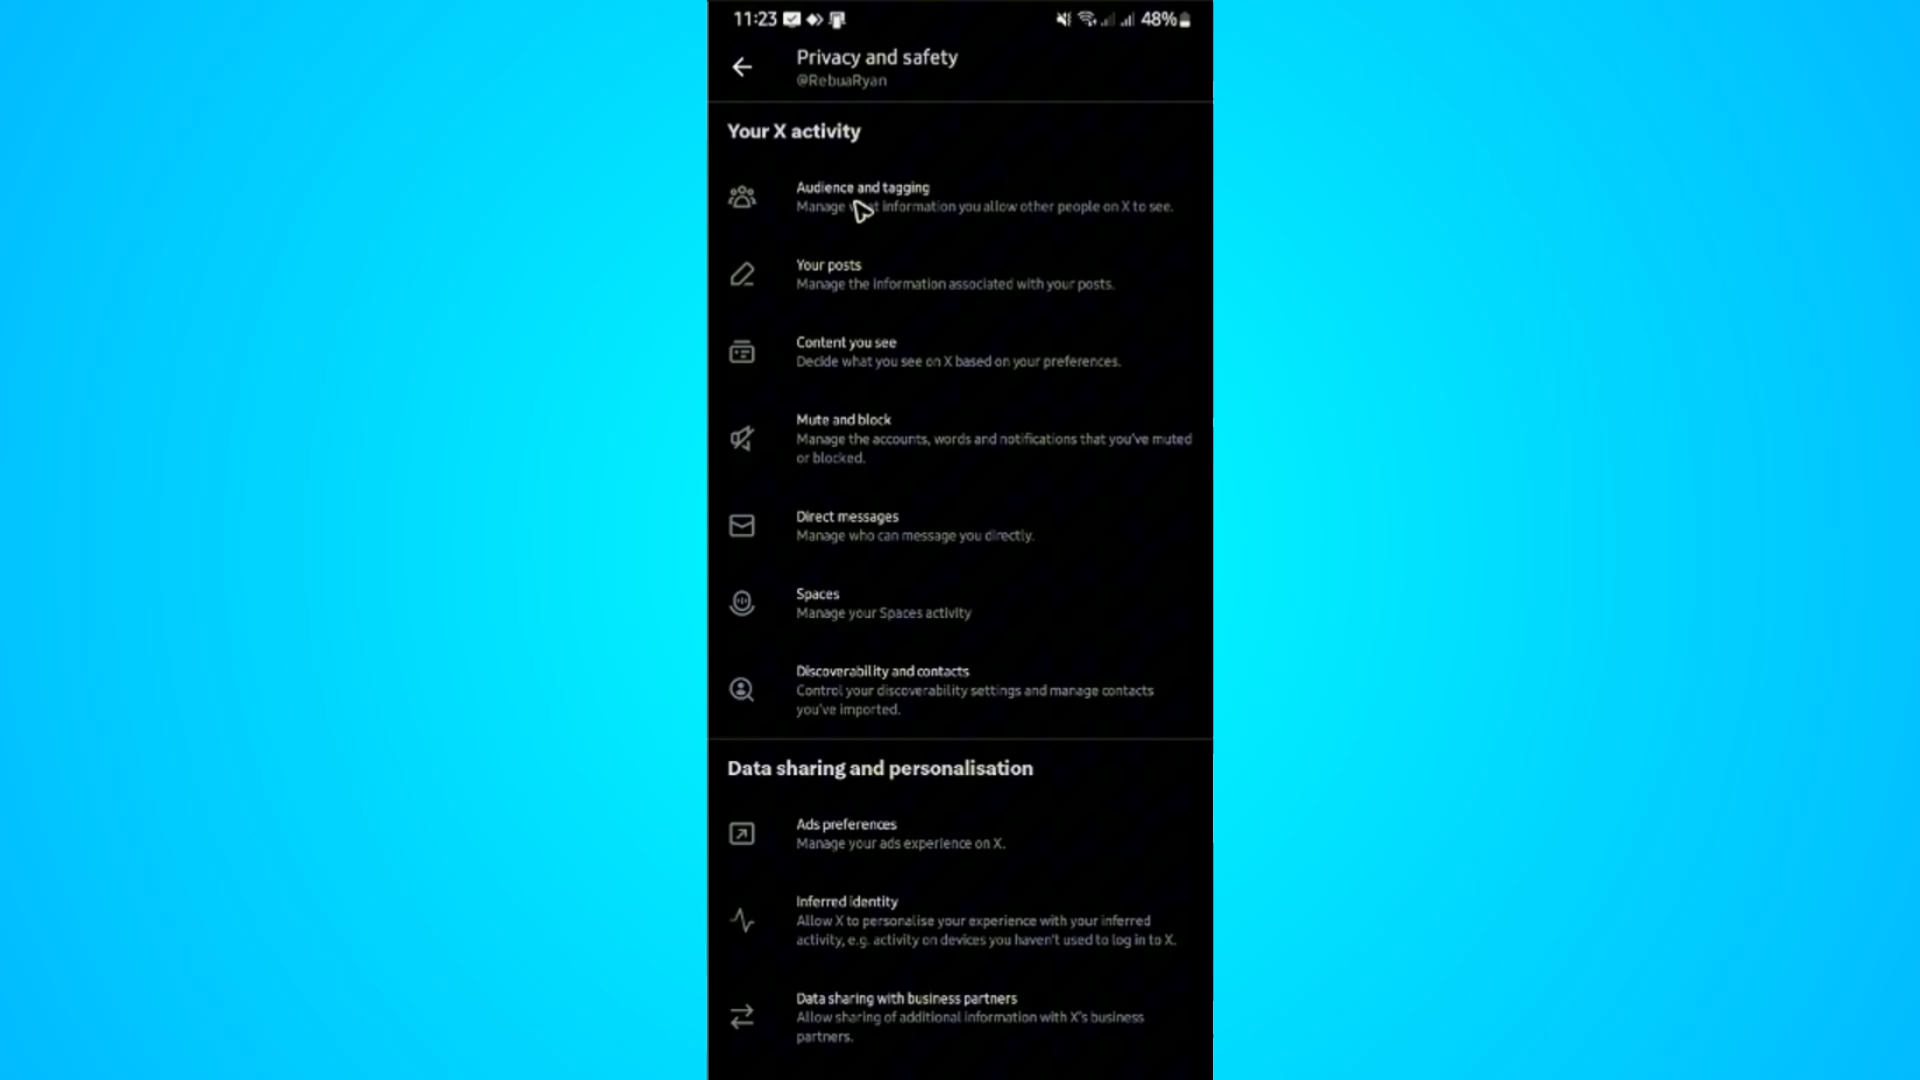 11:23
48%
Privacy and safety
@RebuaRyan
Your X activity
Audience and tagging
Manage information you allow other people on X to see.
Your posts
Manage the information associated with your posts.
Content you see
Decide what you see on X based on your preferences.
Mute and block
Manage the accounts, words and notifications that you've muted
or blocked.
Direct messages
Manage who can message you directly.
Spaces
Manage your Spaces activity
Discoverability and contacts
Control your discoverability settings and manage contacts
you've imported.
Data sharing and personalisation
Ads preferences
Manage your ads experience on X.
Inferred identity
Allow X to personalise your experience with your inferred
activity, e.g. activity on devices you haven't used to log in to X.
Data sharing with business partners
Allow sharing of additional information with X's business
partners.